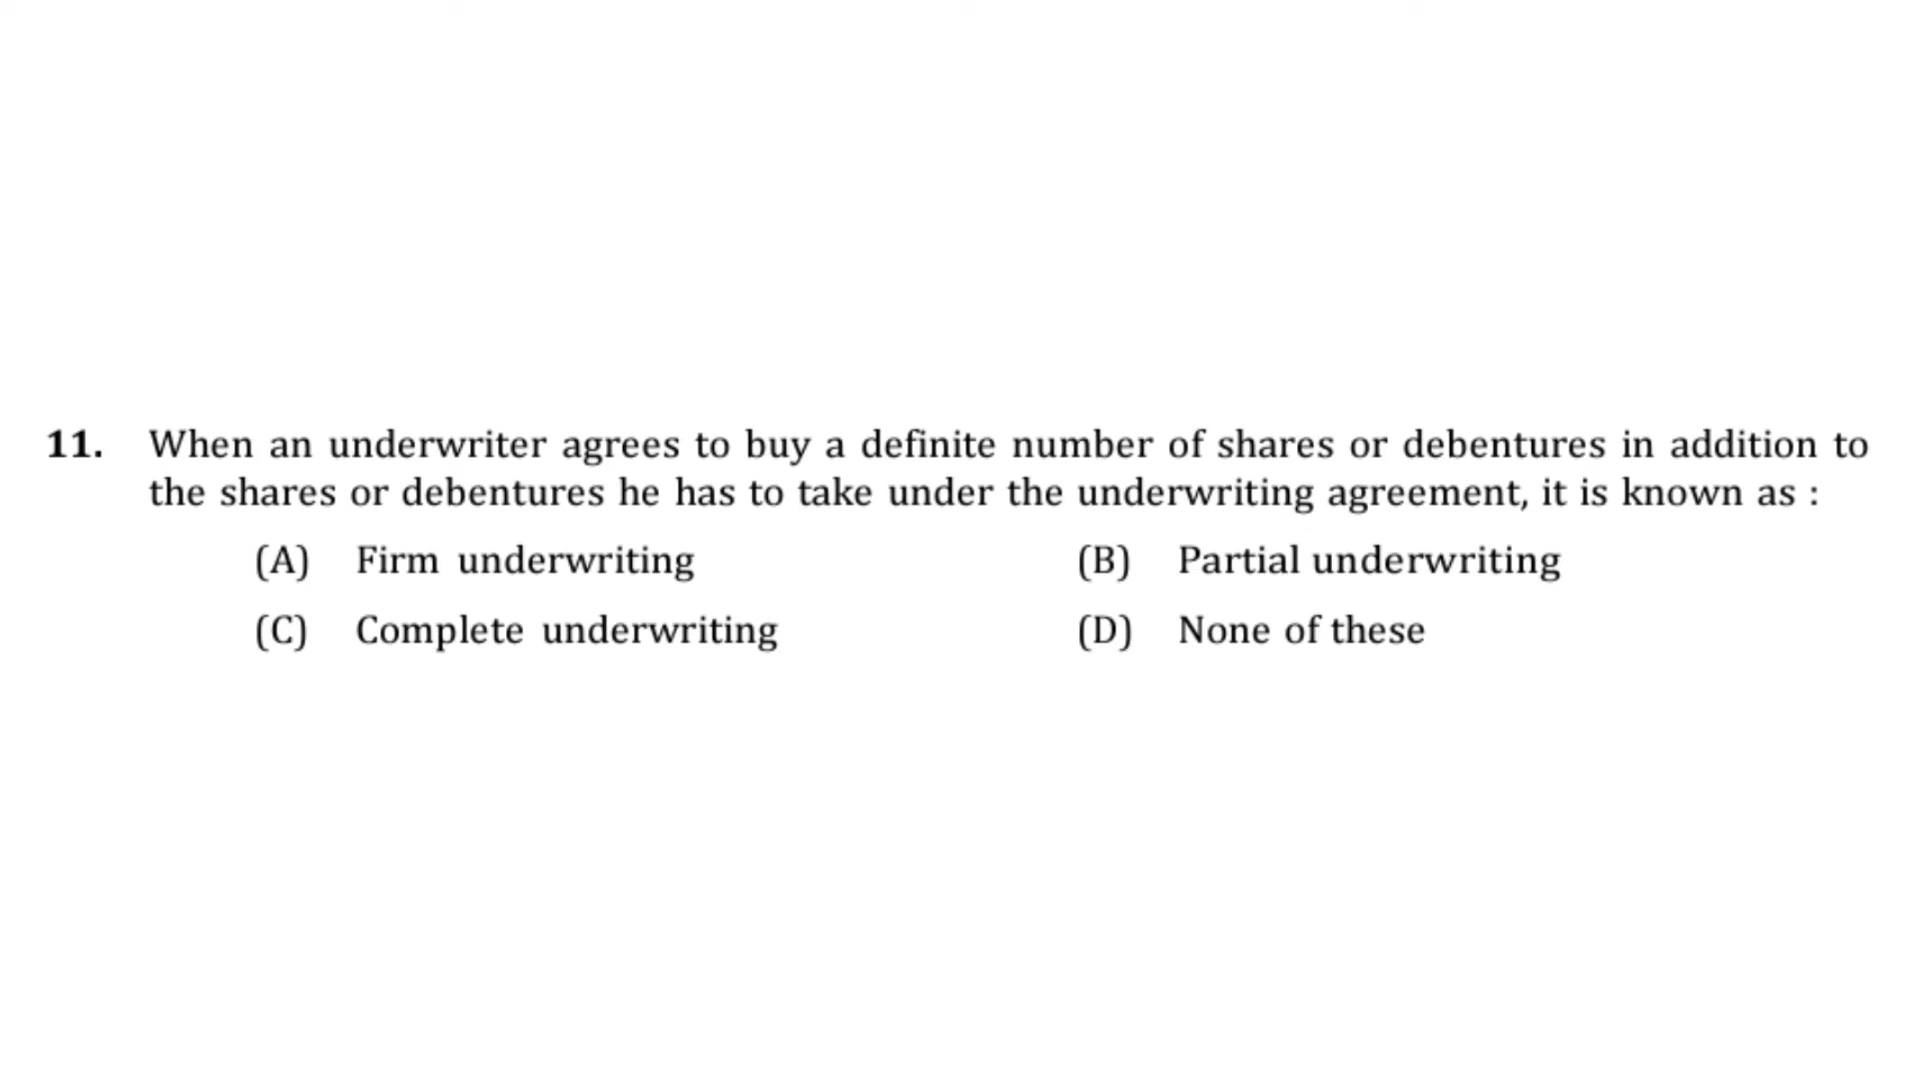 11. When an underwriter agrees to buy a definite number of shares or debentures in addition to
the shares or debentures he has to take under the underwriting agreement, it is known as :
(A) Firm underwriting (B) Partial underwriting
(C) Complete underwriting (D) None of these